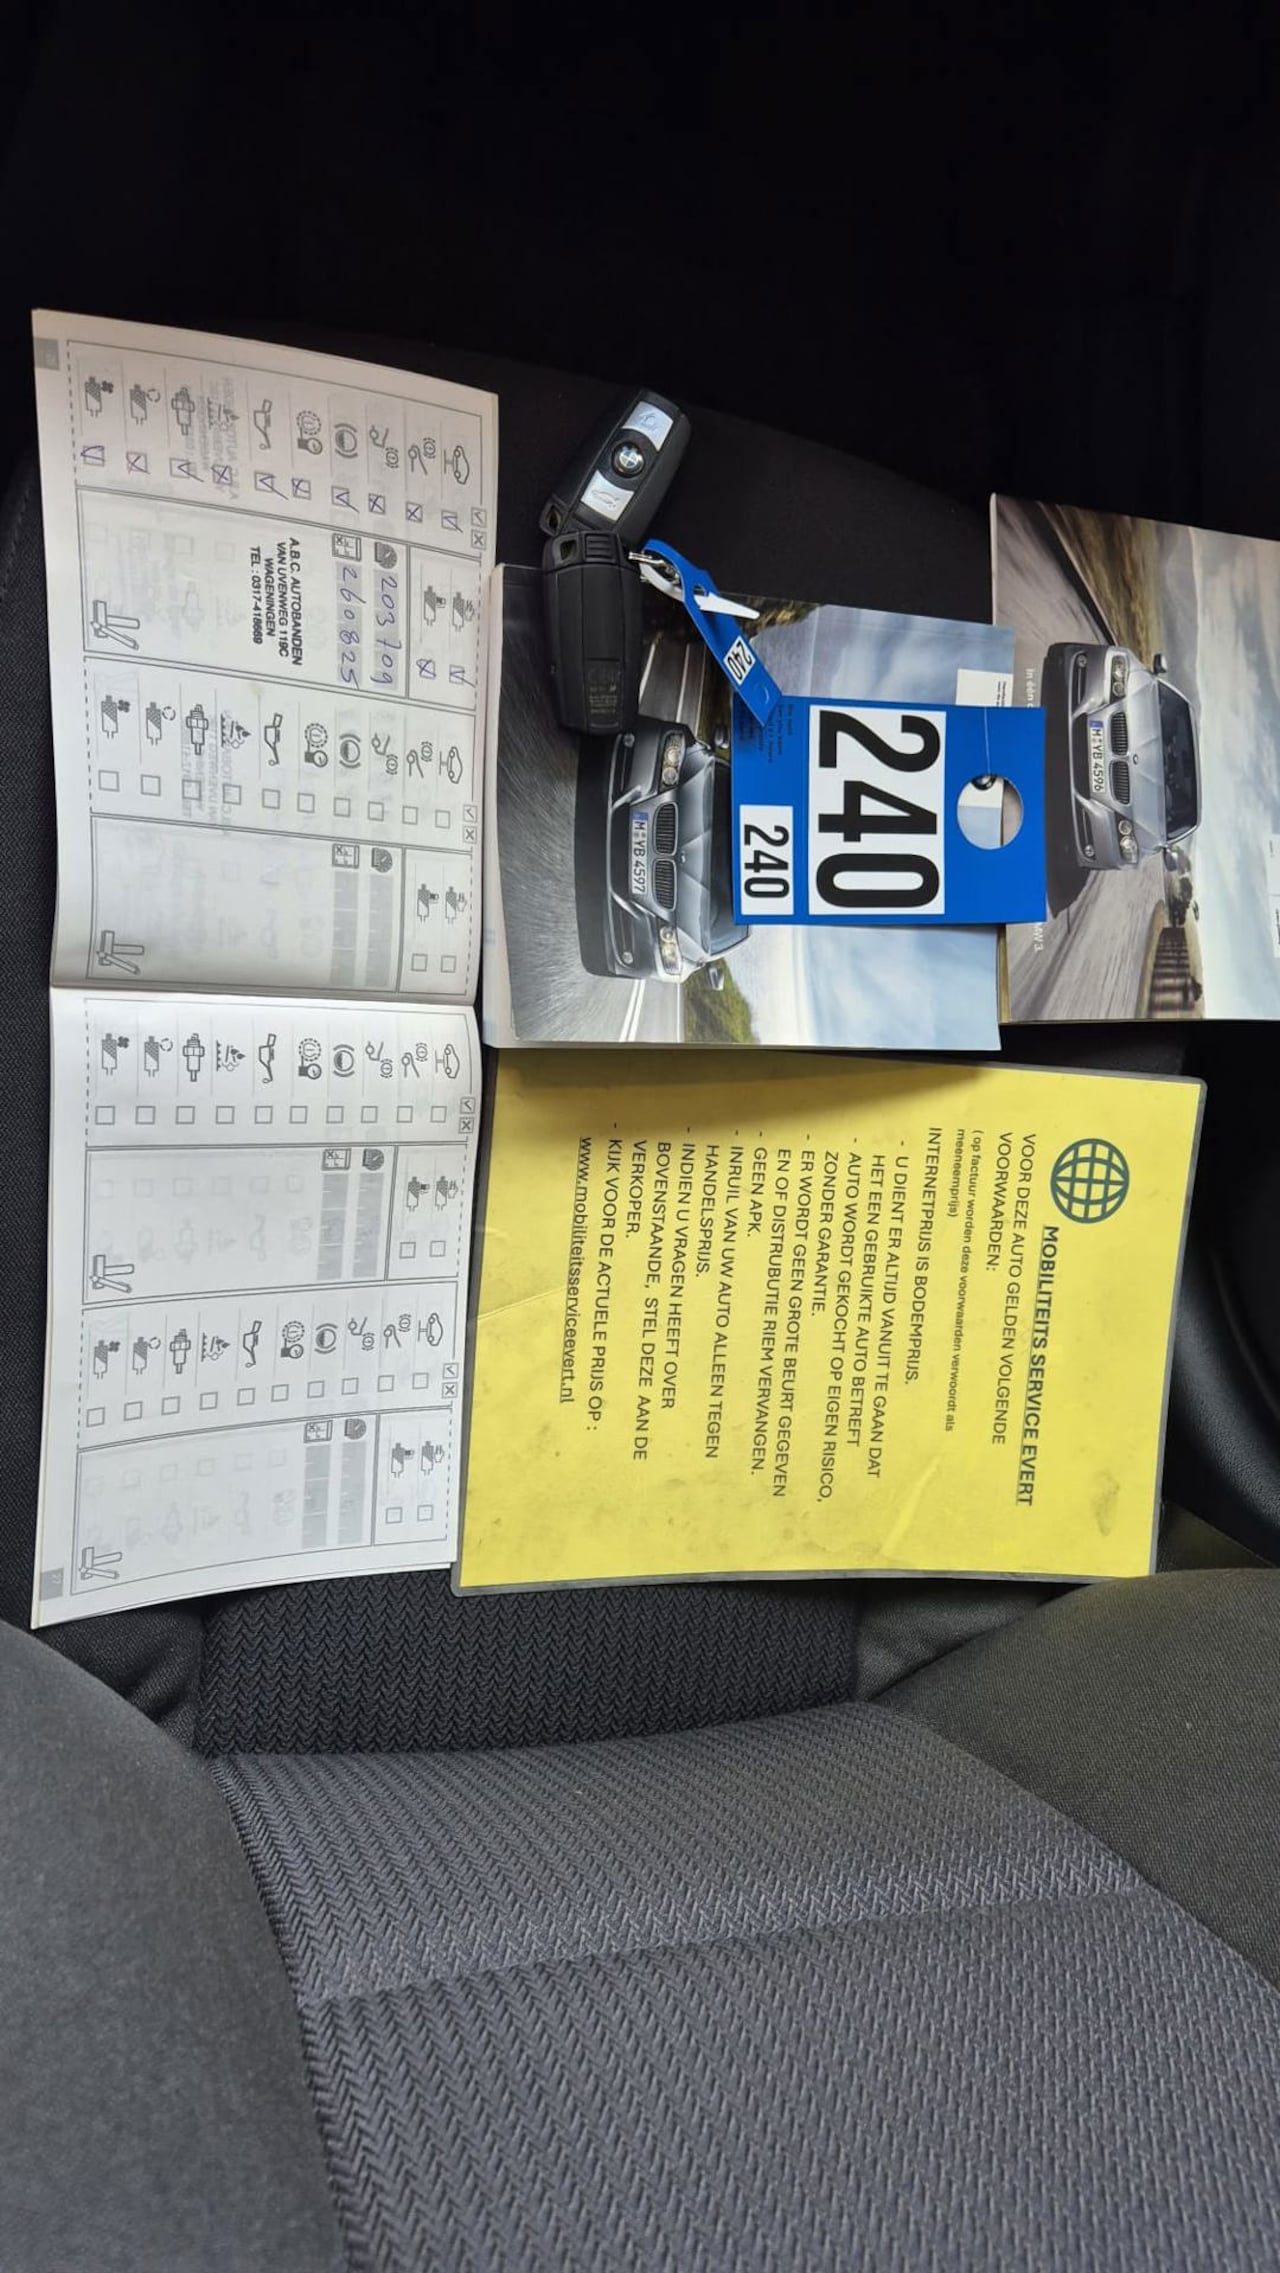 MOBILITEITS SERVICE EVERT
VOOR DEZE AUTO GELDEN VOLGENDE
VOORWAARDEN:
( op factuur worden deze voorwaarden verwoordt als
meeneemprijs)
INTERNETPRIJS IS BODEMPRIJS.
- U DIENT ER ALTIJD VANUIT TE GAAN DAT
HET EEN GEBRUIKTE AUTO BETREFT
- AUTO WORDT GEKOCHT OP EIGEN RISICO,
ZONDER GARANTIE.
- ER WORDT GEEN GROTE BEURT GEGEVEN
EN OF DISTRUBUTIE RIEM VERVANGEN.
- GEEN APK.
- INRUIL VAN UW AUTO ALLEEN TEGEN
HANDELSPRIJS.
- INDIEN U VRAGEN HEEFT OVER
BOVENSTAANDE, STEL DEZE AAN DE
VERKOPER.
- KIJK VOOR DE ACTUELE PRIJS OP :
www.mobiliteitsserviceevert.nl
240
240
240
M YB 4596
M YB 4597
203709
260825
A.B.C. AUTOBANDEN
VAN UVENWEG 119C
WAGENINGEN
TEL : 0317-418669